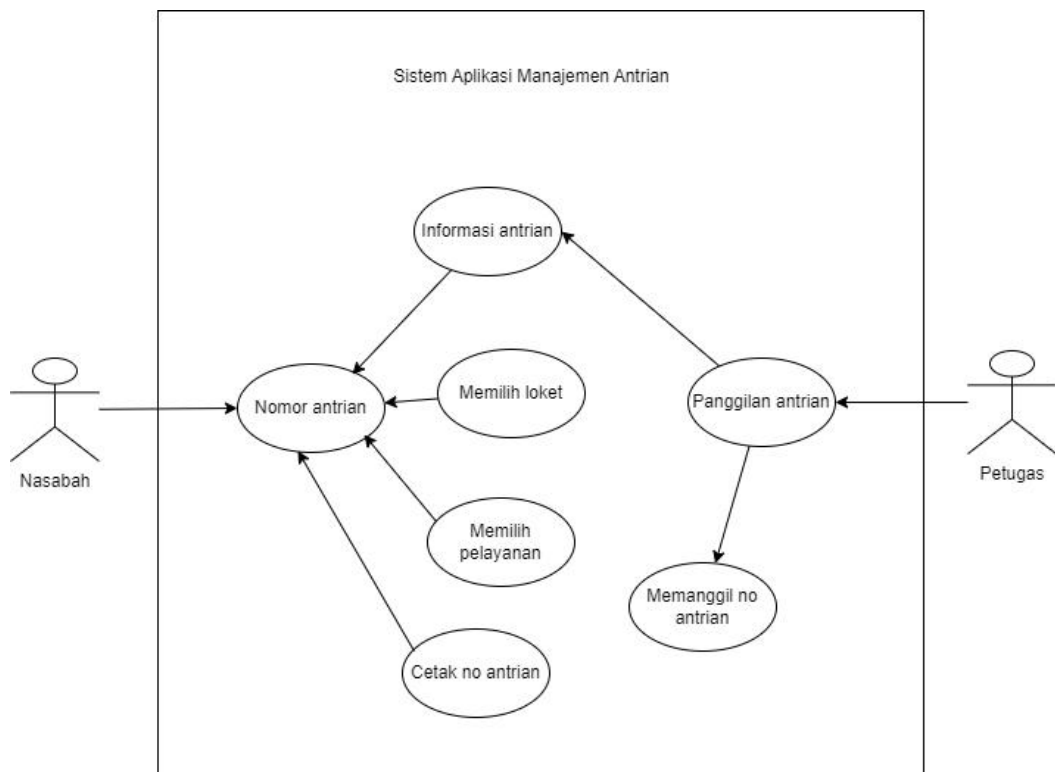 Sistem Aplikasi Manajemen Antrian
Informasi antrian
Nomor antrian
Memilih loket
Panggilan antrian
Nasabah
Petugas
Memilih
pelayanan
Memanggil no
antrian
Cetak no antrian